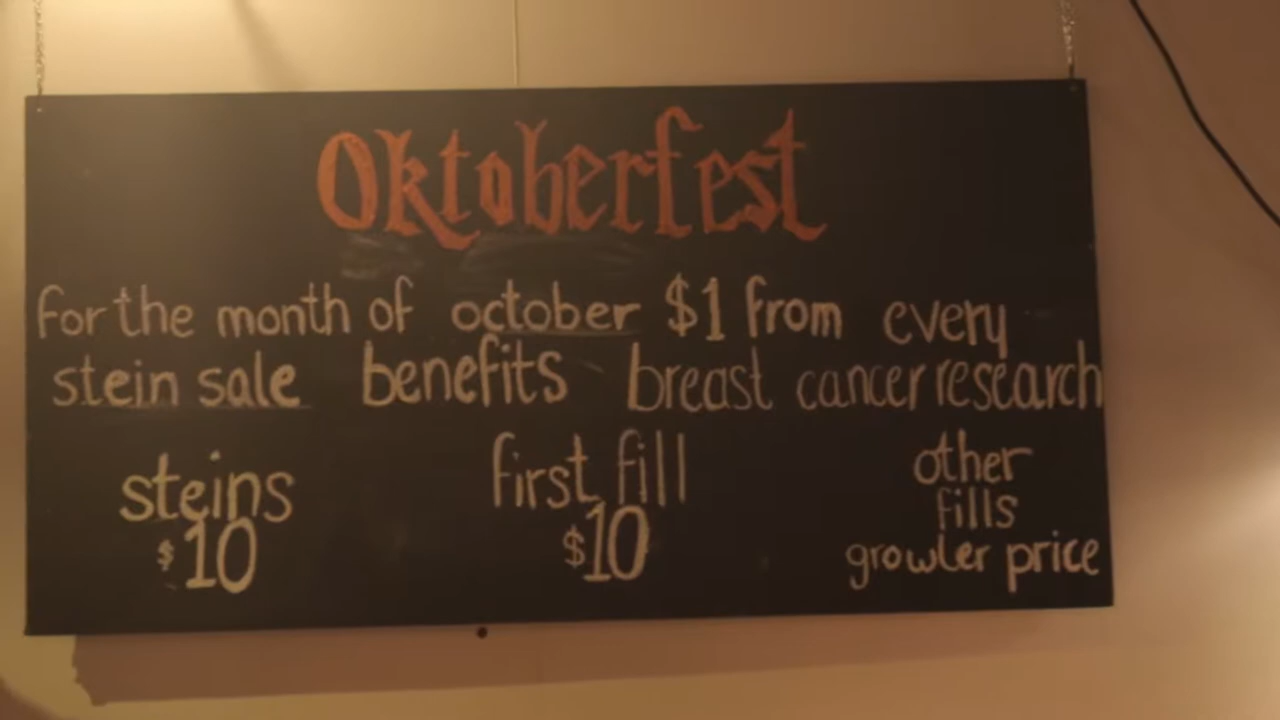 Oktoberfest
for the month of october $1 from every
stein sale benefits breast cancer research
steins
$10
first fill
$10
other
fills
growler price